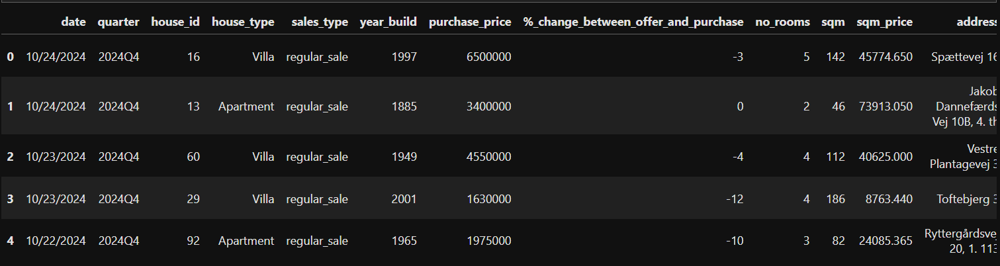 date quarter house_id house_type sales_type year_build purchase_price %_change_between_offer_and_purchase no_rooms sqm sqm_price address
0 10/24/2024 2024Q4 16 Villa regular_sale 1997 6500000 -3 5 142 45774.650 Spættevej 16
Jakob
1 10/24/2024 2024Q4 13 Apartment regular_sale 1885 3400000 0 2 46 73913.050 Dannefærds
Vej 10B, 4. th
Vestre
2 10/23/2024 2024Q4 60 Villa regular_sale 1949 4550000 -4 4 112 40625.000
Plantagevej 3
3 10/23/2024 2024Q4 29 Villa regular_sale 2001 1630000 -12 4 186 8763.440 Toftebjerg 3
Ryttergårdsvej
4 10/22/2024 2024Q4 92 Apartment regular_sale 1965 1975000 -10 3 82 24085.365
20, 1. 113